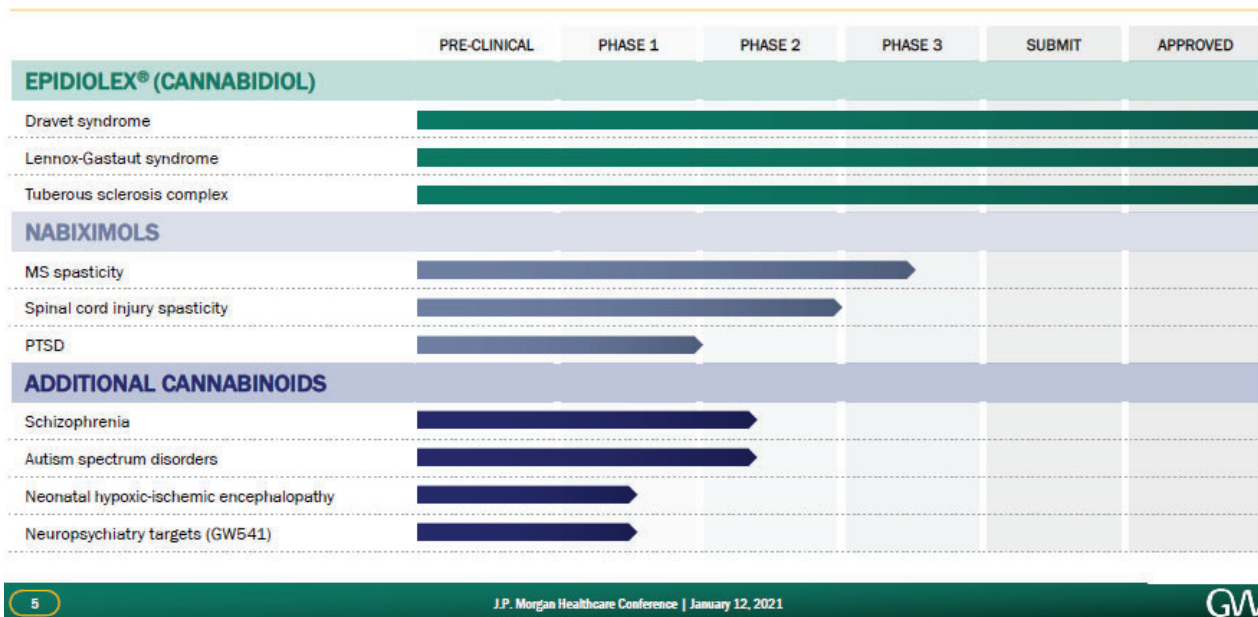 PRE-CLINICAL PHASE 1 PHASE 2 PHASE 3 SUBMIT APPROVED
EPIDIOLEX® (CANNABIDIOL)
Dravet syndrome
Lennox-Gastaut syndrome
Tuberous sclerosis complex
NABIXIMOLS
MS spasticity
Spinal cord injury spasticity
PTSD
ADDITIONAL CANNABINOIDS
Schizophrenia
Autism spectrum disorders
Neonatal hypoxic-ischemic encephalopathy
Neuropsychiatry targets (GW541)
5 J.P. Morgan Healthcare Conference | January 12, 2021 GW